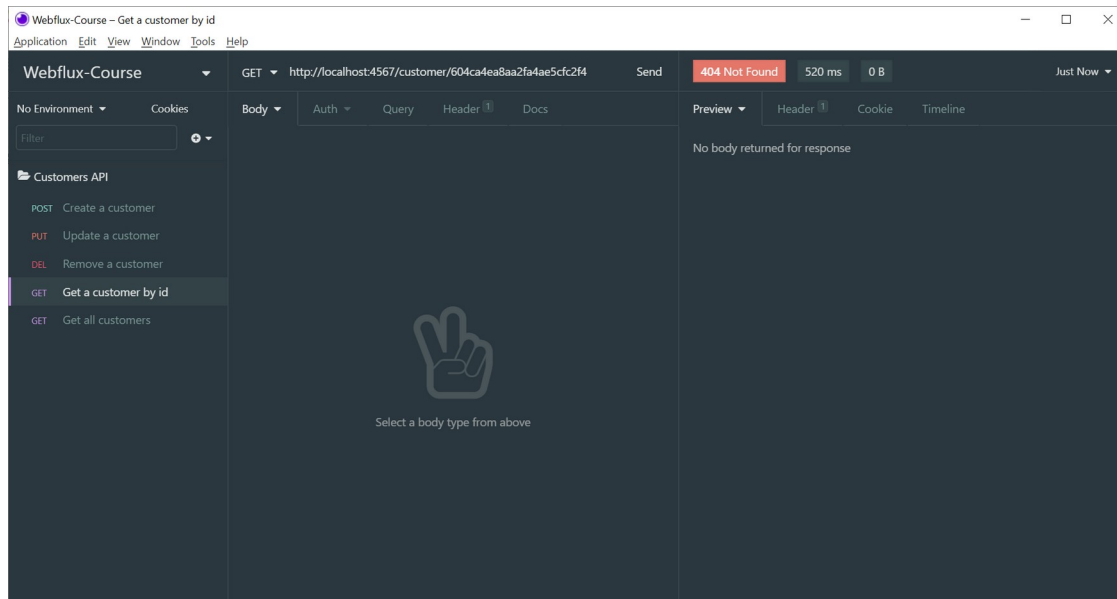 Webflux-Course – Get a customer by id
Application Edit View Window Tools Help
Webflux-Course
GET http://localhost:4567/customer/604ca4ea8aa2fa4ae5cfc2f4 Send
404 Not Found 520 ms 0 B Just Now
No Environment Cookies
Body Auth Query Header 1 Docs
Preview Header 1 Cookie Timeline
Filter
No body returned for response
Customers API
POST Create a customer
PUT Update a customer
DEL Remove a customer
GET Get a customer by id
GET Get all customers
Select a body type from above